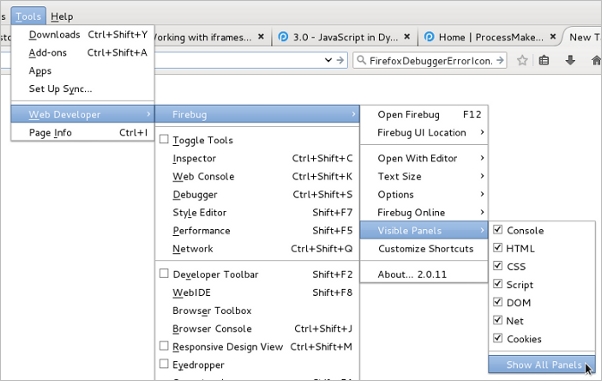 s Tools Help
Downloads Ctrl+Shift+Y
Add-ons Ctrl+Shift+A
Apps
Set Up Sync...
Web Developer
Page Info Ctrl+I
orking with iframes...
3.0 - JavaScript in Dy...
Home | ProcessMake...
New T
FirefoxDebuggerErrorIcon.
Firebug
Toggle Tools
Inspector Ctrl+Shift+C
Web Console Ctrl+Shift+K
Debugger Ctrl+Shift+S
Style Editor Shift+F7
Performance Shift+F5
Network Ctrl+Shift+Q
Developer Toolbar Shift+F2
WebIDE Shift+F8
Browser Toolbox
Browser Console Ctrl+Shift+J
Responsive Design View Ctrl+Shift+M
Eyedropper
Open Firebug F12
Firebug UI Location
Open With Editor
Text Size
Options
Firebug Online
Visible Panels
Customize Shortcuts
About... 2.0.11
Console
HTML
CSS
Script
DOM
Net
Cookies
Show All Panels